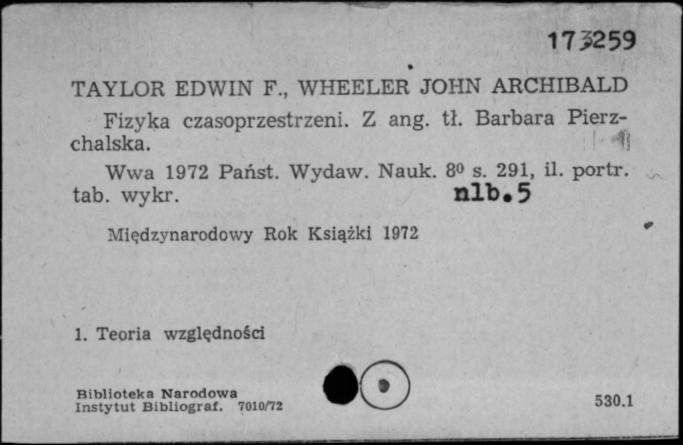 173259
TAYLOR EDWIN F., WHEELER JOHN ARCHIBALD
Fizyka czasoprzestrzeni. Z ang. tł. Barbara Pierz-
chalska.
Wwa 1972 Państ. Wydaw. Nauk. 8⁰ s. 291, il. portr.
tab. wykr. nlb.5
Międzynarodowy Rok Książki 1972
1. Teoria względności
Biblioteka Narodowa
Instytut Bibliograf. 7010/72
530.1